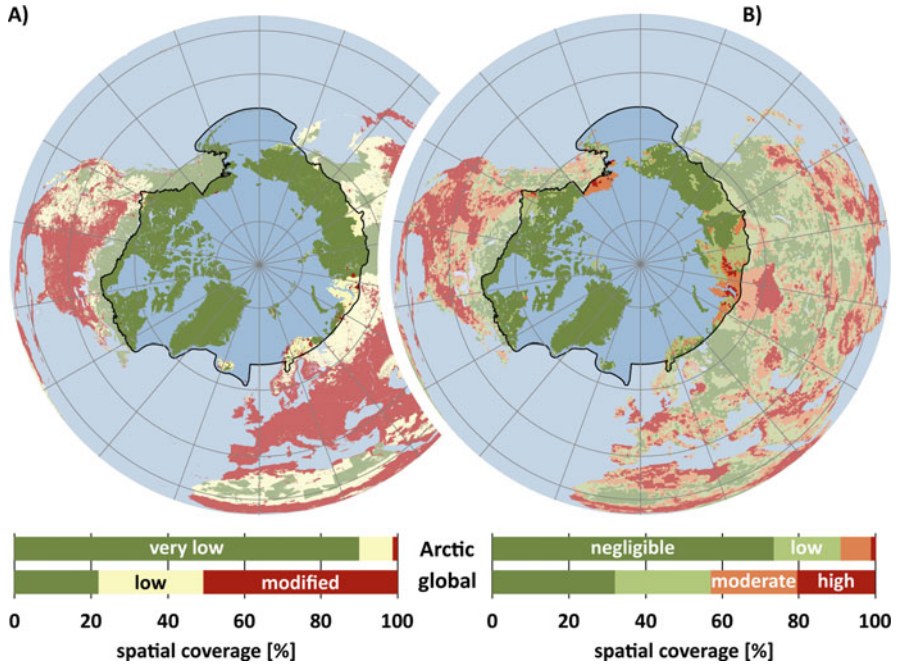 A)
B)
very low
Arctic
negligible
low
low
modified
global
moderate
high
0
20
40
60
80
100
0
20
40
60
80
100
spatial coverage [%]
spatial coverage [%]